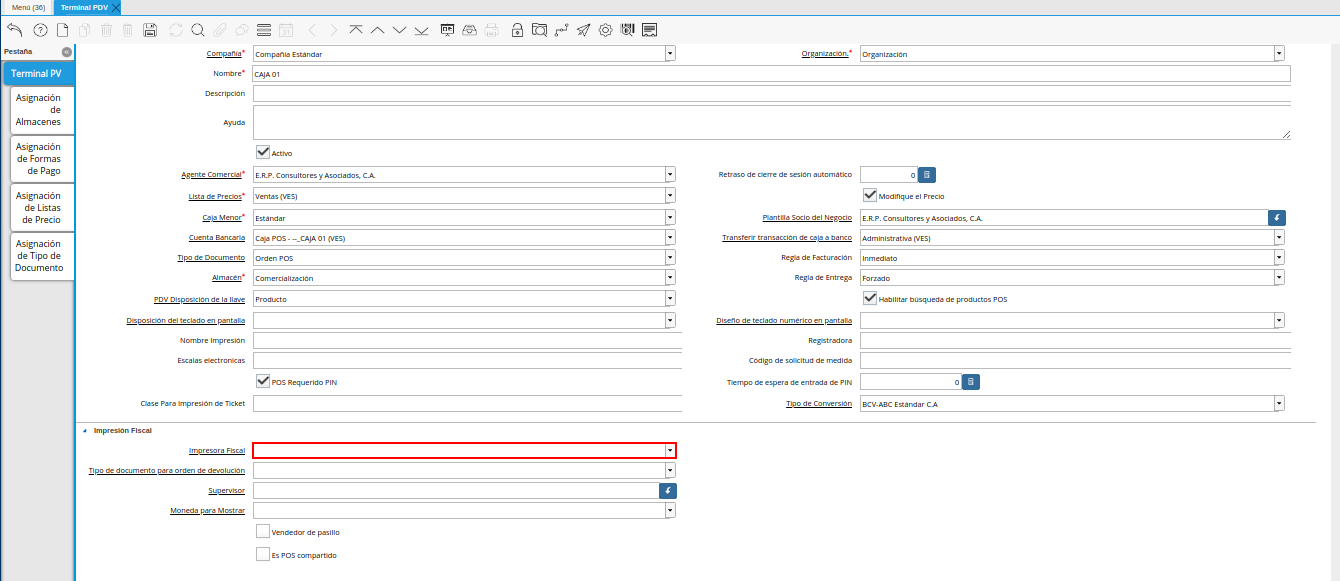 Menú (36) Terminal PDV
Pestaña
Terminal PV
Asignación
de
Almacenes
Asignación
de Formas
de Pago
Asignación
de Listas
de Precio
Asignación
de Tipo de
Documento
Compañía* Compañia Estándar Organización.* Organización
Nombre* CAJA 01
Descripción
Ayuda
Activo
Agente Comercial* E.R.P. Consultores y Asociados, C.A. Retraso de cierre de sesión automático 0
Lista de Precios* Ventas (VES) Modifique el Precio
Caja Menor* Estándar Plantilla Socio del Negocio E.R.P. Consultores y Asociados, C.A.
Cuenta Bancaria Caja POS - --_CAJA 01 (VES) Transferir transacción de caja a banco Administrativa (VES)
Tipo de Documento Orden POS Regla de Facturación Inmediato
Almacén* Comercialización Regla de Entrega Forzado
PDV Disposición de la llave Producto Habilitar búsqueda de productos POS
Disposición del teclado en pantalla Diseño de teclado numérico en pantalla
Nombre Impresión Registradora
Escalas electronicas Código de solicitud de medida
POS Requerido PIN Tiempo de espera de entrada de PIN 0
Clase Para Impresión de Ticket Tipo de Conversión BCV-ABC Estándar C.A
Impresión Fiscal
Impresora Fiscal
Tipo de documento para orden de devolución
Supervisor
Moneda para Mostrar
Vendedor de pasillo
Es POS compartido